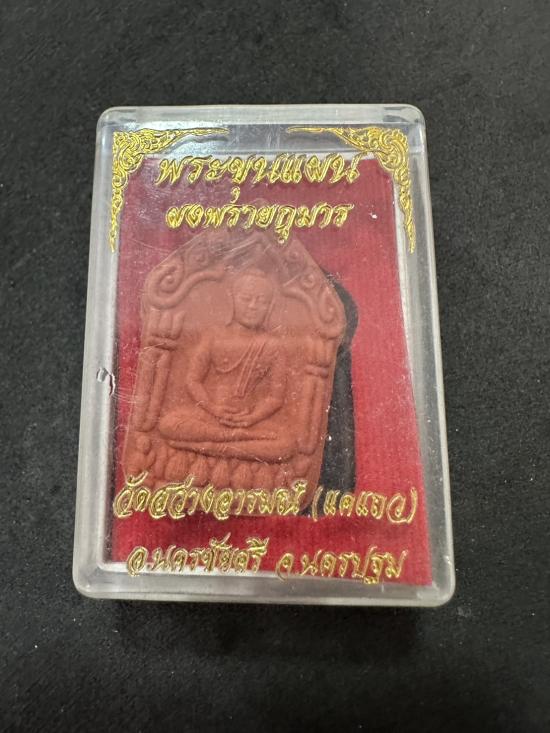 พระขุนแผน
ผงพรายกุมาร
วัดสว่างอารมณ์ (แคแถว)
อ.นครชัยศรี จ.นครปฐม